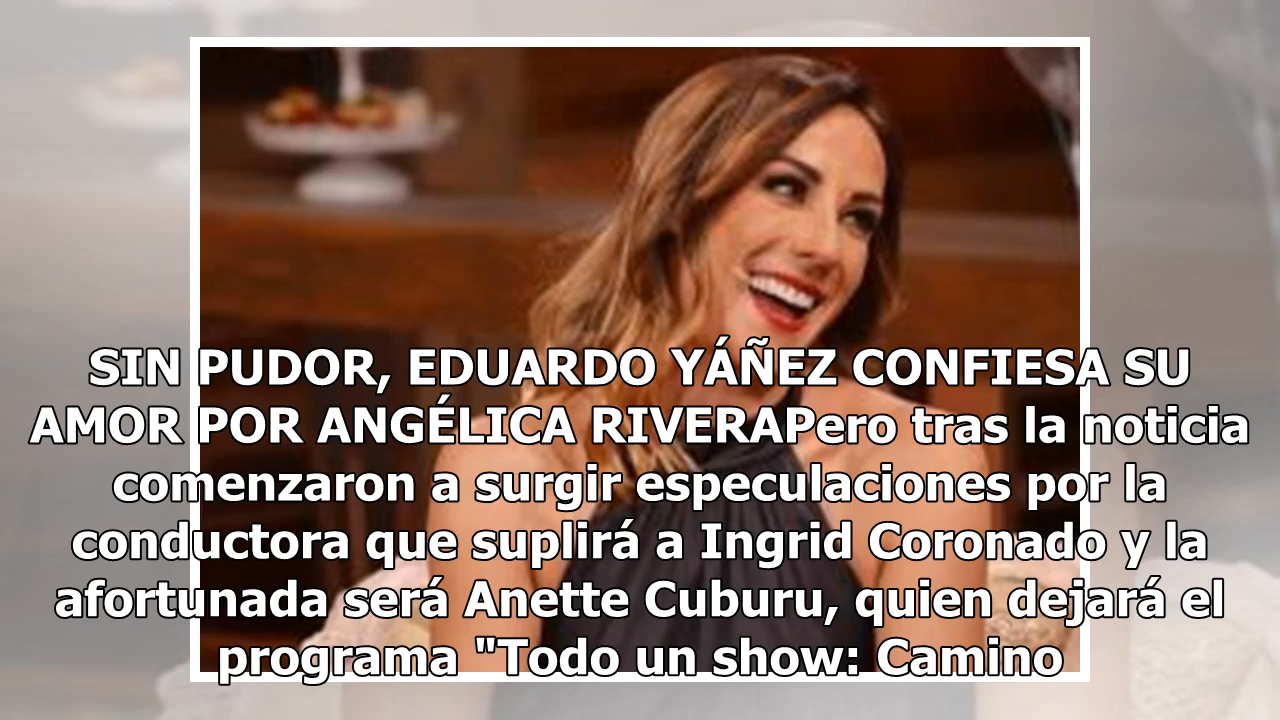 SIN PUDOR, EDUARDO YÁÑEZ CONFIESA SU
AMOR POR ANGÉLICA RIVERAPero tras la noticia
comenzaron a surgir especulaciones por la
conductora que suplirá a Ingrid Coronado y la
afortunada será Anette Cuburu, quien dejará el
programa "Todo un show: Camino